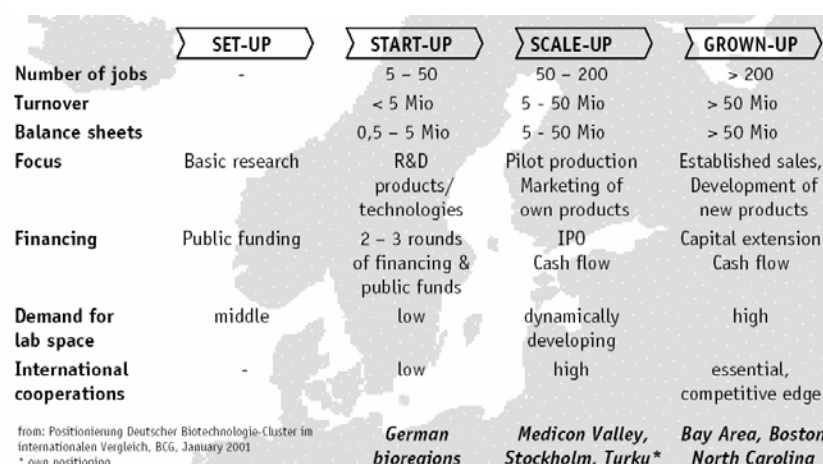 SET-UP START-UP SCALE-UP GROWN-UP
Number of jobs - 5 – 50 50 – 200 > 200
Turnover < 5 Mio 5 - 50 Mio > 50 Mio
Balance sheets 0,5 – 5 Mio 5 - 50 Mio > 50 Mio
Focus Basic research R&D Pilot production Established sales,
products/ Marketing of Development of
technologies own products new products
Financing Public funding 2 – 3 rounds IPO Capital extension
of financing & Cash flow Cash flow
public funds
Demand for middle low dynamically high
lab space developing
International - low high essential,
cooperations competitive edge
from: Positionierung Deutscher Biotechnologie-Cluster im
internationalen Vergleich, BCG, January 2001
* own positioning
German Medicon Valley, Bay Area, Boston
bioregions Stockholm, Turku* North Carolina